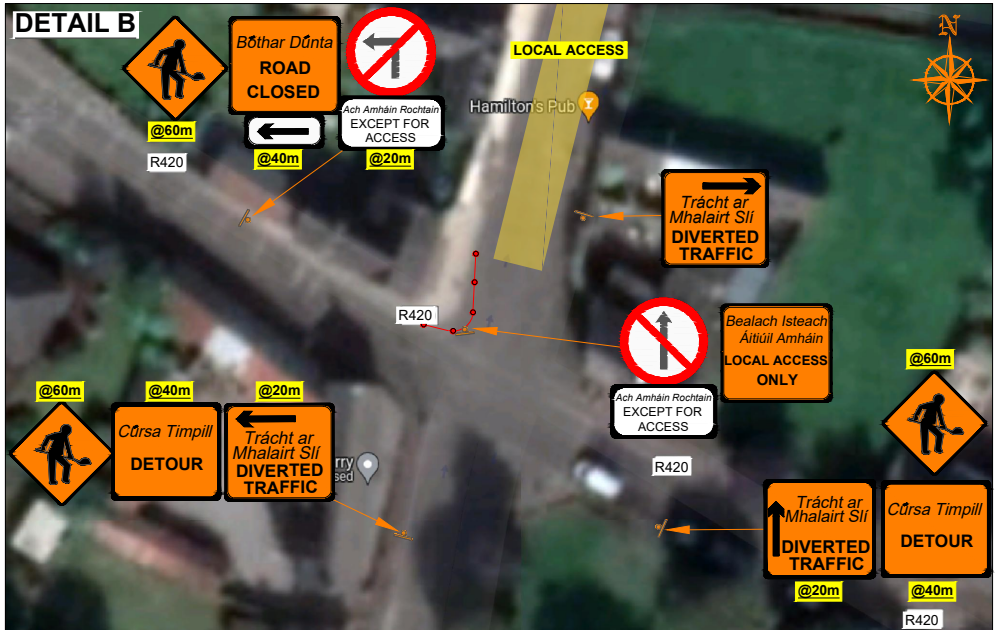 DETAIL B
N
Bóthar Dúnta
ROAD
CLOSED
Ach Amháin Rochtain
EXCEPT FOR
ACCESS
@60m
@40m
@20m
R420
LOCAL ACCESS
Hamilton's Pub
Trácht ar
Mhalairt Slí
DIVERTED
TRAFFIC
R420
Ach Amháin Rochtain
EXCEPT FOR
ACCESS
Bealach Isteach
Áitiúil Amháin
LOCAL ACCESS
ONLY
@60m
@40m
@20m
Cúrsa Timpill
DETOUR
Trácht ar
Mhalairt Slí
DIVERTED
TRAFFIC
rry
sed
R420
@60m
Trácht ar
Mhalairt Slí
DIVERTED
TRAFFIC
@20m
Cúrsa Timpill
DETOUR
@40m
R420